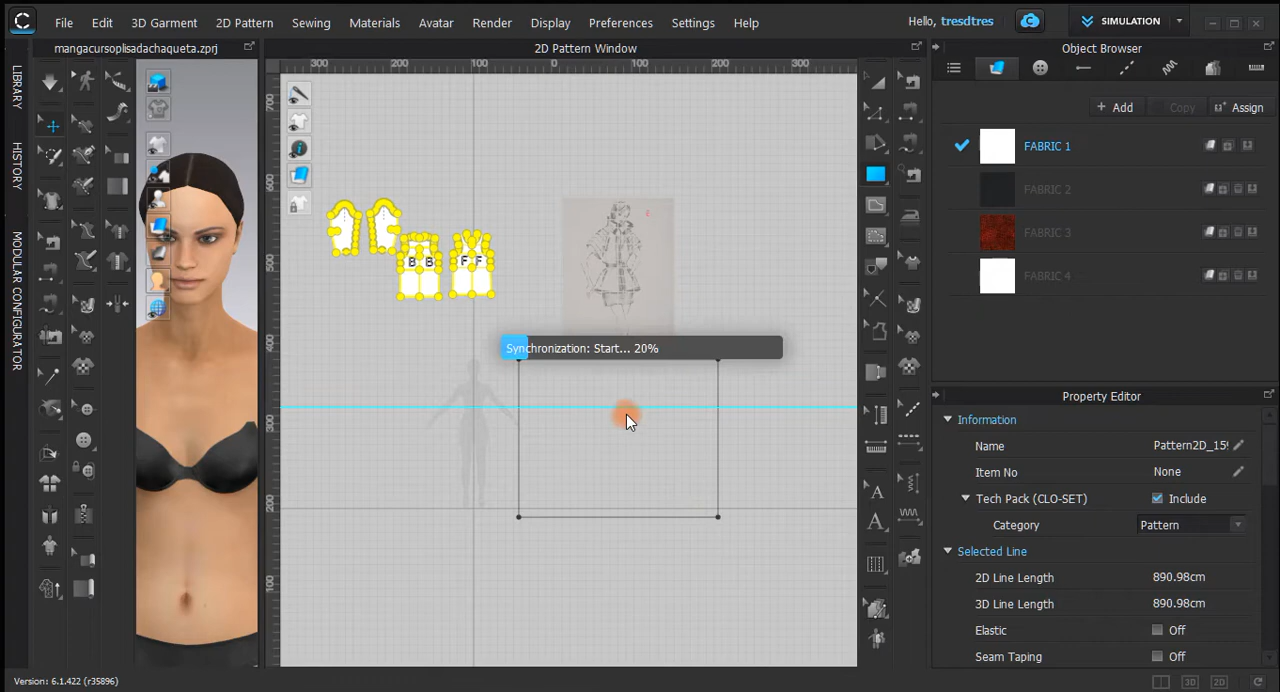 File Edit 3D Garment 2D Pattern Sewing Materials Avatar Render Display Preferences Settings Help
Hello, tresdtres
SIMULATION
mangacursoplisadachaqueta.zprj
2D Pattern Window
Object Browser
300 200 100 0 100 200 300
LIBRARY
HISTORY
MODULAR CONFIGURATOR
700
600
500
400
300
200
100
+ Add Copy Assign
FABRIC 1
FABRIC 2
FABRIC 3
FABRIC 4
B B F F
Synchronization: Start... 20%
Property Editor
Information
Name Pattern2D_15
Item No None
Tech Pack (CLO-SET) Include
Category Pattern
Selected Line
2D Line Length 890.98cm
3D Line Length 890.98cm
Elastic Off
Seam Taping Off
Version: 6.1.422 (r35896)
3D 2D